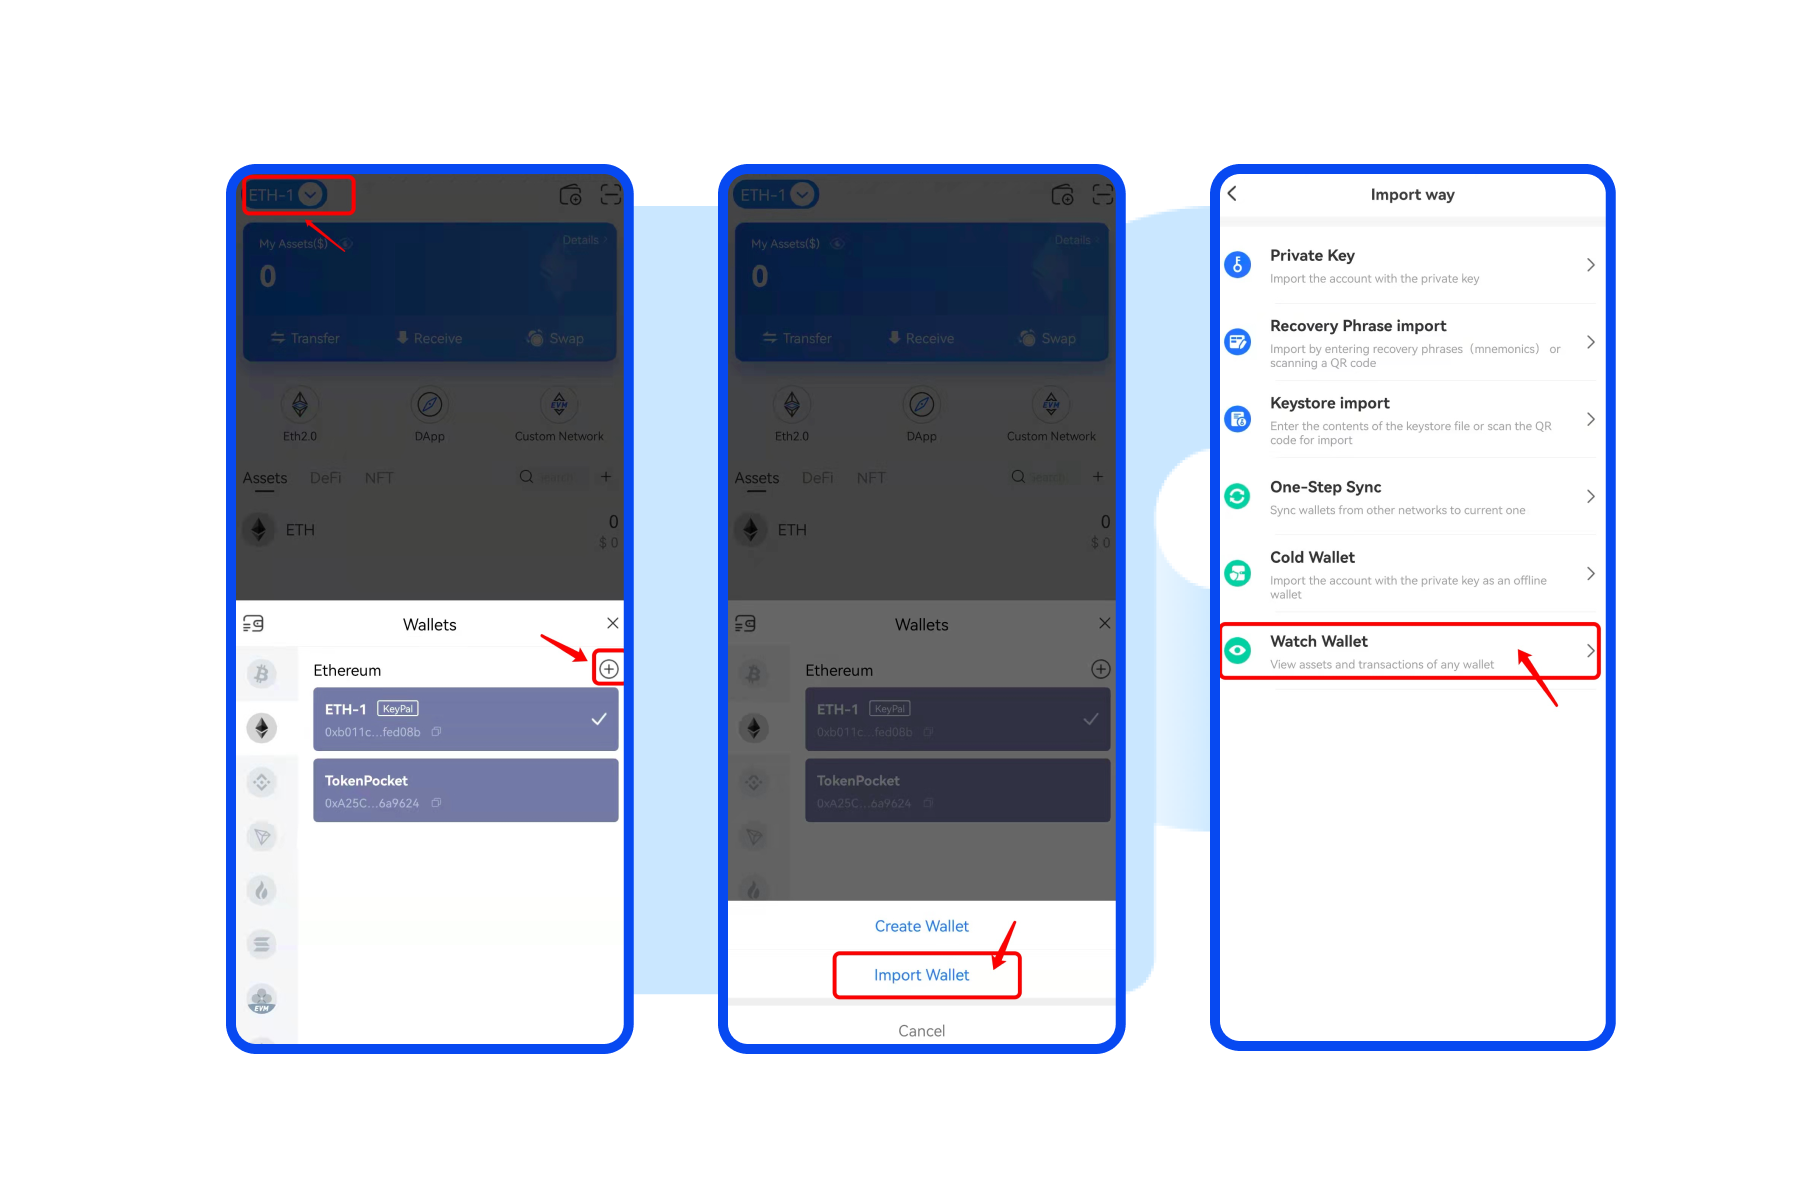 ETH-1
My Assets($)
Details
0
Transfer
Receive
Swap
Eth2.0
DApp
EVM
Custom Network
Assets
DeFi
NFT
Search
ETH
0
$ 0
Wallets
Ethereum
ETH-1 KeyPal
0xb011c...fed08b
TokenPocket
0xA25C...6a9624
EVM
ETH-1
My Assets($)
Details
0
Transfer
Receive
Swap
Eth2.0
DApp
EVM
Custom Network
Assets
DeFi
NFT
Search
ETH
0
$ 0
Wallets
Ethereum
ETH-1 KeyPal
0xb011c...fed08b
TokenPocket
0xA25C...6a9624
Create Wallet
Import Wallet
Cancel
Import way
Private Key
Import the account with the private key
Recovery Phrase import
Import by entering recovery phrases（mnemonics） or
scanning a QR code
Keystore import
Enter the contents of the keystore file or scan the QR
code for import
One-Step Sync
Sync wallets from other networks to current one
Cold Wallet
Import the account with the private key as an offline
wallet
Watch Wallet
View assets and transactions of any wallet